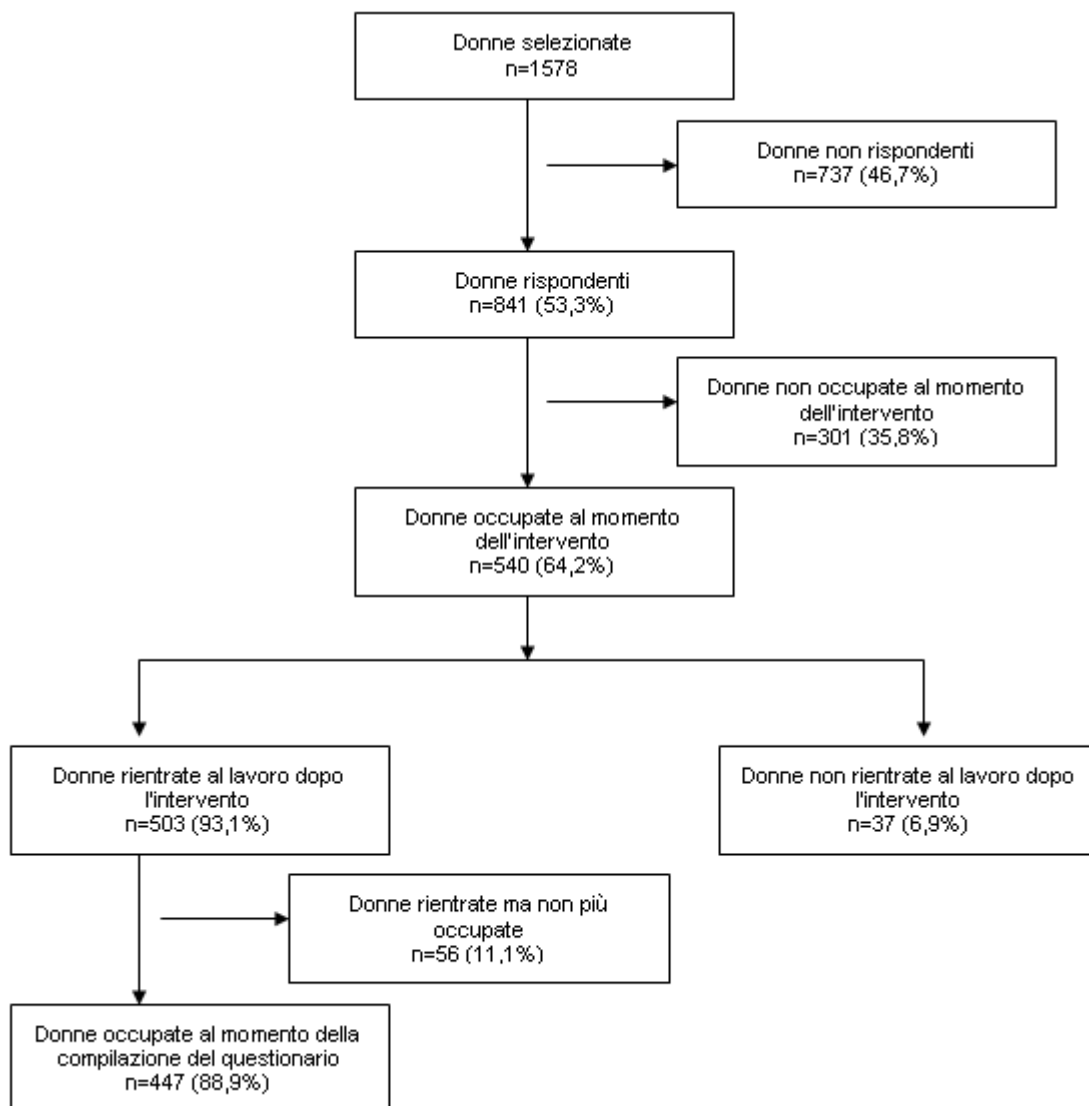 Donne selezionate
n=1578
Donne non rispondenti
n=737 (46,7%)
Donne rispondenti
n=841 (53,3%)
Donne non occupate al momento
dell'intervento
n=301 (35,8%)
Donne occupate al momento
dell'intervento
n=540 (64,2%)
Donne rientrate al lavoro dopo
l'intervento
n=503 (93,1%)
Donne non rientrate al lavoro dopo
l'intervento
n=37 (6,9%)
Donne rientrate ma non più
occupate
n=56 (11,1%)
Donne occupate al momento della
compilazione del questionario
n=447 (88,9%)